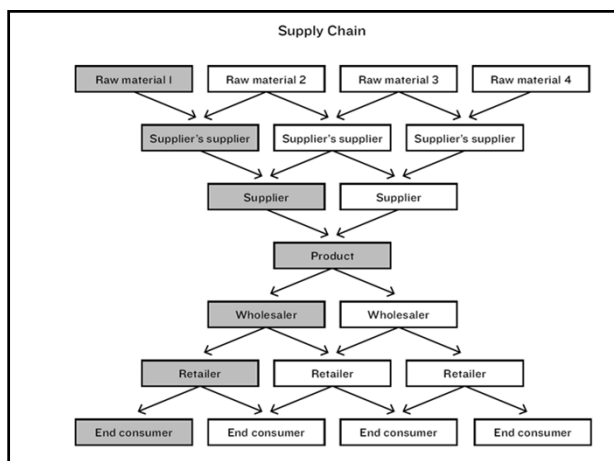 Supply Chain
Raw material 1
Raw material 2
Raw material 3
Raw material 4
Supplier's supplier
Supplier's supplier
Supplier's supplier
Supplier
Supplier
Product
Wholesaler
Wholesaler
Retailer
Retailer
Retailer
End consumer
End consumer
End consumer
End consumer